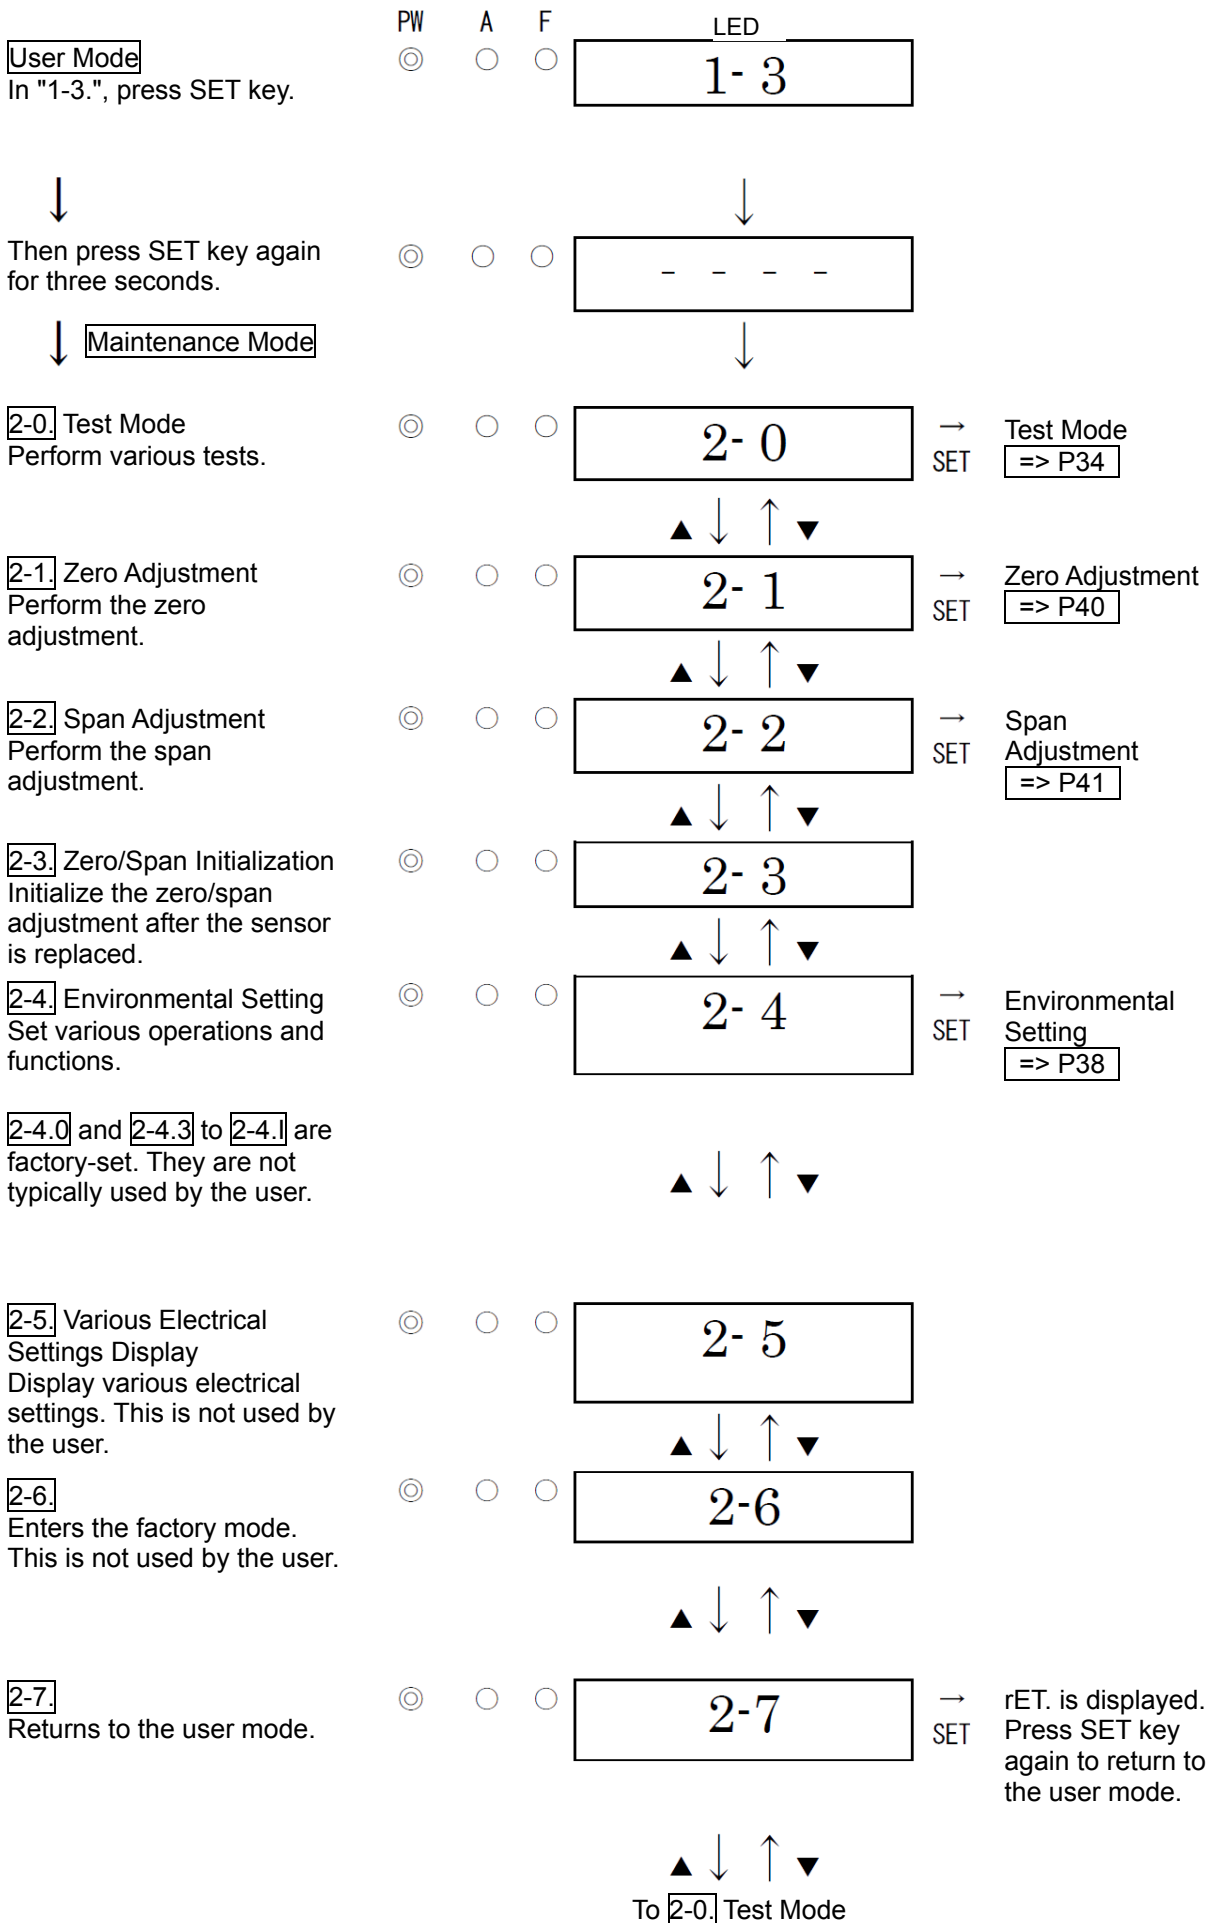 PW A F LED
User Mode
In "1-3.", press SET key.
◎ ○ ○ 1- 3
↓ ↓
Then press SET key again
for three seconds.
◎ ○ ○ - - - -
↓ Maintenance Mode ↓
2-0. Test Mode
Perform various tests.
◎ ○ ○ 2- 0
→
SET
Test Mode
=> P34
▲ ↓ ↑ ▼
2-1. Zero Adjustment
Perform the zero
adjustment.
◎ ○ ○ 2- 1
→
SET
Zero Adjustment
=> P40
▲ ↓ ↑ ▼
2-2. Span Adjustment
Perform the span
adjustment.
◎ ○ ○ 2- 2
→
SET
Span
Adjustment
=> P41
▲ ↓ ↑ ▼
2-3. Zero/Span Initialization
Initialize the zero/span
adjustment after the sensor
is replaced.
◎ ○ ○ 2- 3
▲ ↓ ↑ ▼
2-4. Environmental Setting
Set various operations and
functions.
◎ ○ ○ 2- 4
→
SET
Environmental
Setting
=> P38
2-4.0 and 2-4.3 to 2-4.I are
factory-set. They are not
typically used by the user.
▲ ↓ ↑ ▼
2-5. Various Electrical
Settings Display
Display various electrical
settings. This is not used by
the user.
◎ ○ ○ 2- 5
▲ ↓ ↑ ▼
2-6.
Enters the factory mode.
This is not used by the user.
◎ ○ ○ 2-6
▲ ↓ ↑ ▼
2-7.
Returns to the user mode.
◎ ○ ○ 2-7
→
SET
rET. is displayed.
Press SET key
again to return to
the user mode.
▲ ↓ ↑ ▼
To 2-0. Test Mode